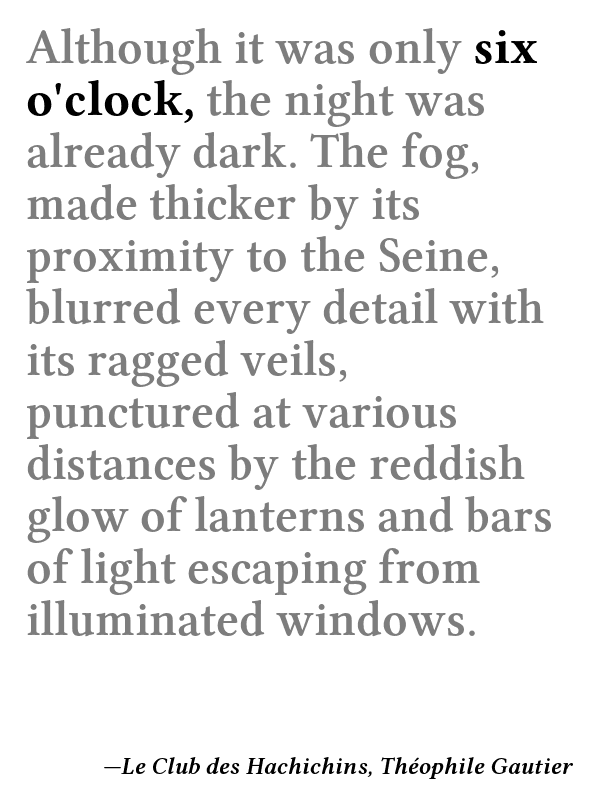 Although it was only six
o'clock, the night was
already dark. The fog,
made thicker by its
proximity to the Seine,
blurred every detail with
its ragged veils,
punctured at various
distances by the reddish
glow of lanterns and bars
of light escaping from
illuminated windows.
—Le Club des Hachichins, Théophile Gautier